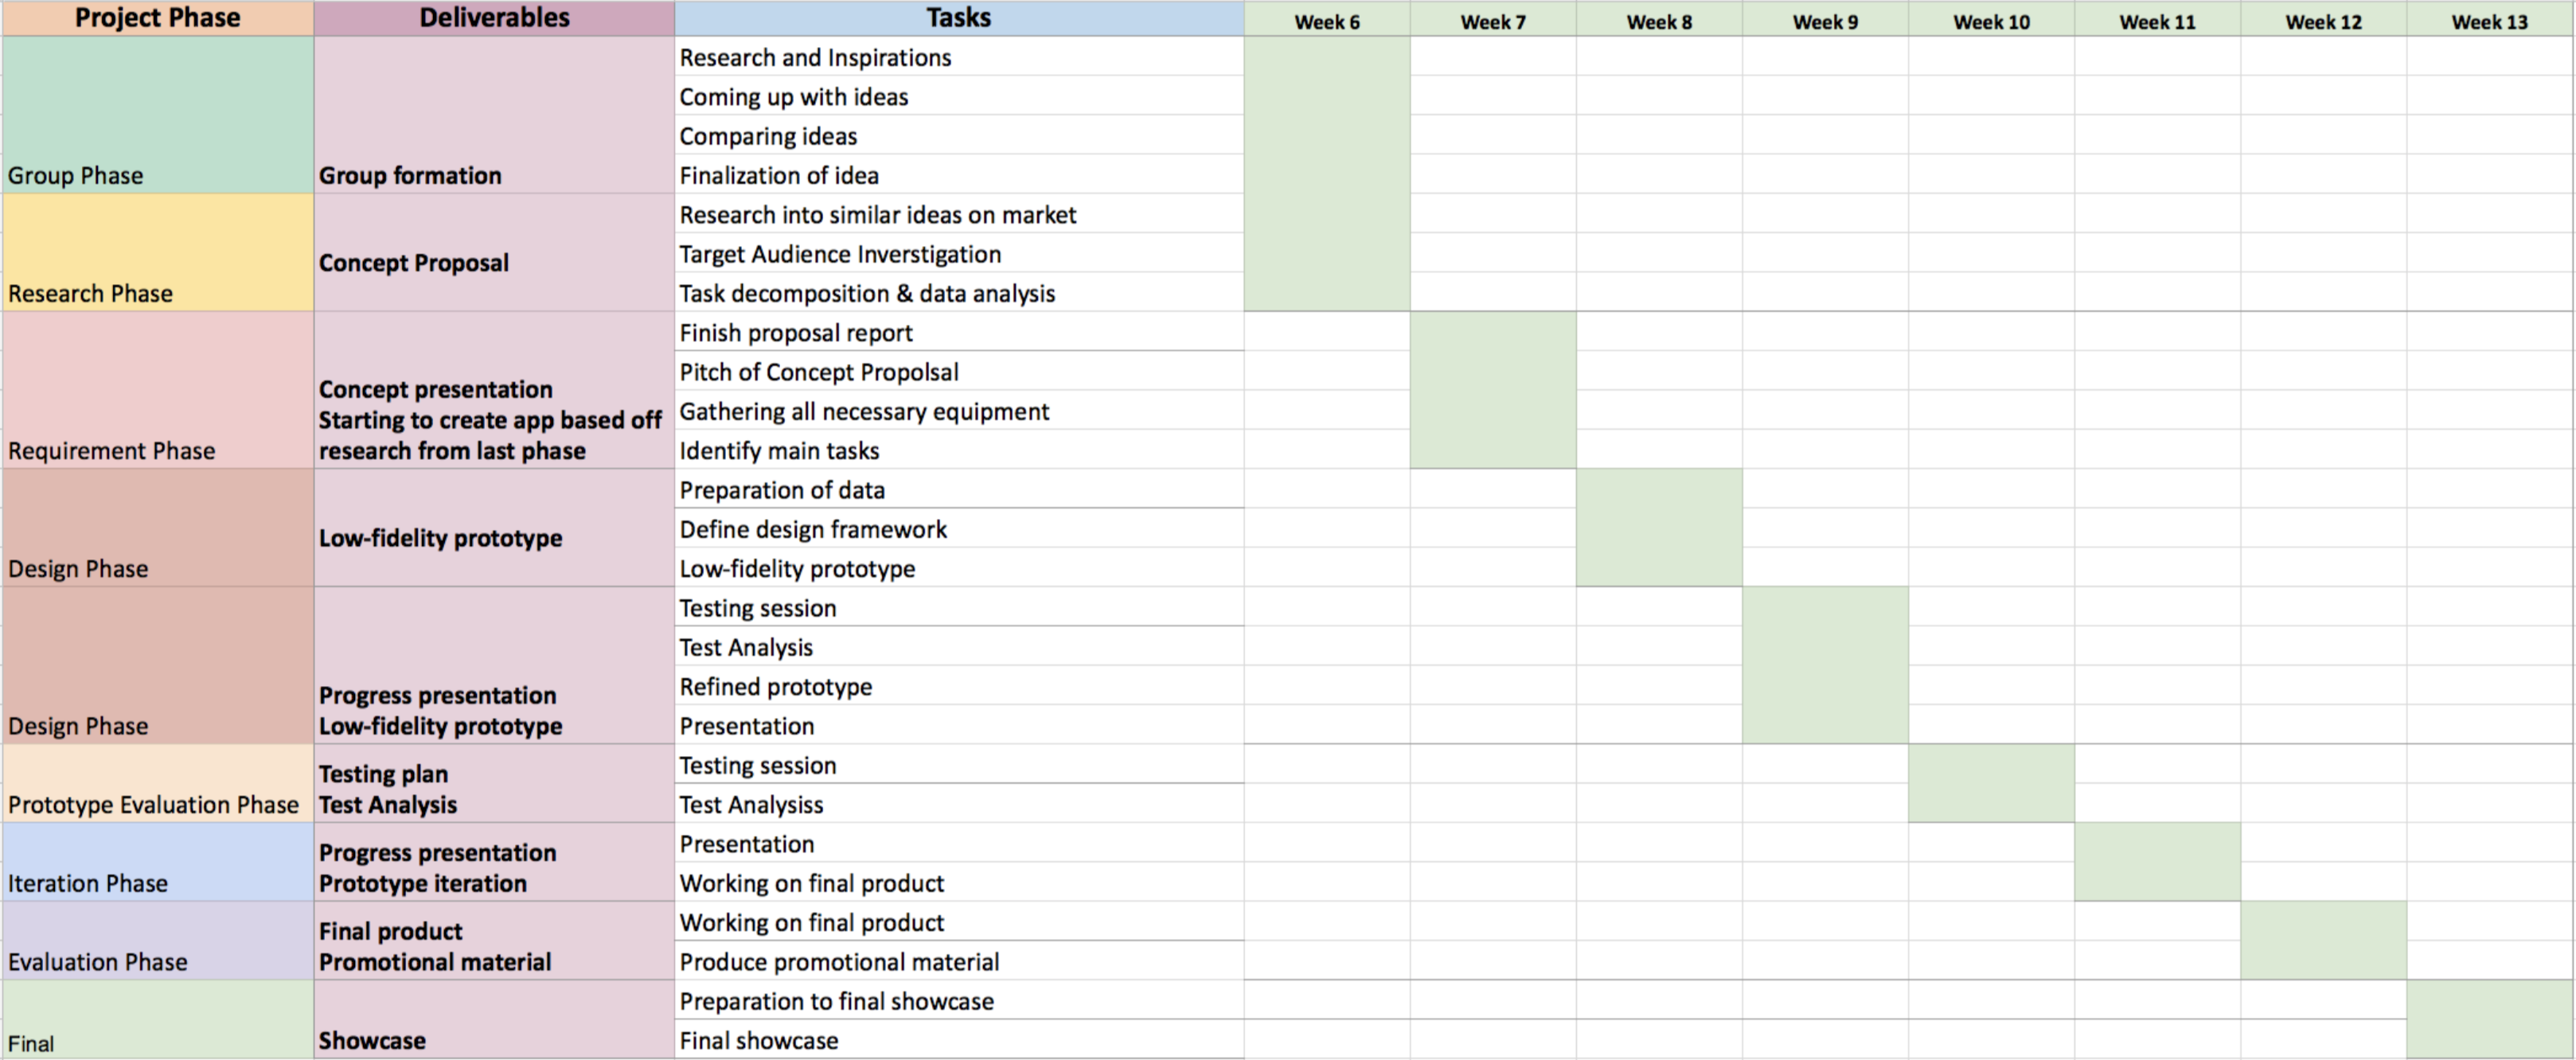 Project Phase Deliverables Tasks Week 6 Week 7 Week 8 Week 9 Week 10 Week 11 Week 12 Week 13
Research and Inspirations
Coming up with ideas
Comparing ideas
Group Phase Group formation Finalization of idea
Research into similar ideas on market
Concept Proposal Target Audience Inverstigation
Research Phase Task decomposition & data analysis
Finish proposal report
Pitch of Concept Propolsal
Concept presentation
Starting to create app based off Gathering all necessary equipment
Requirement Phase research from last phase Identify main tasks
Preparation of data
Low-fidelity prototype Define design framework
Design Phase Low-fidelity prototype
Testing session
Test Analysis
Progress presentation Refined prototype
Design Phase Low-fidelity prototype Presentation
Testing plan Testing session
Prototype Evaluation Phase Test Analysis Test Analysiss
Progress presentation Presentation
Iteration Phase Prototype iteration Working on final product
Final product Working on final product
Evaluation Phase Promotional material Produce promotional material
Preparation to final showcase
Final Showcase Final showcase